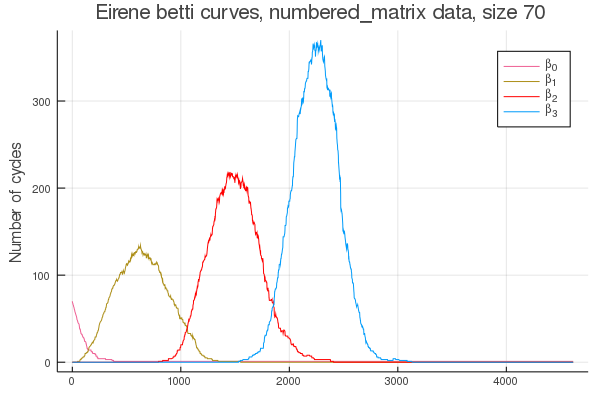 Eirene betti curves, numbered_matrix data, size 70
β₀
β₁
β₂
β₃
Number of cycles
300
200
100
0
0 1000 2000 3000 4000